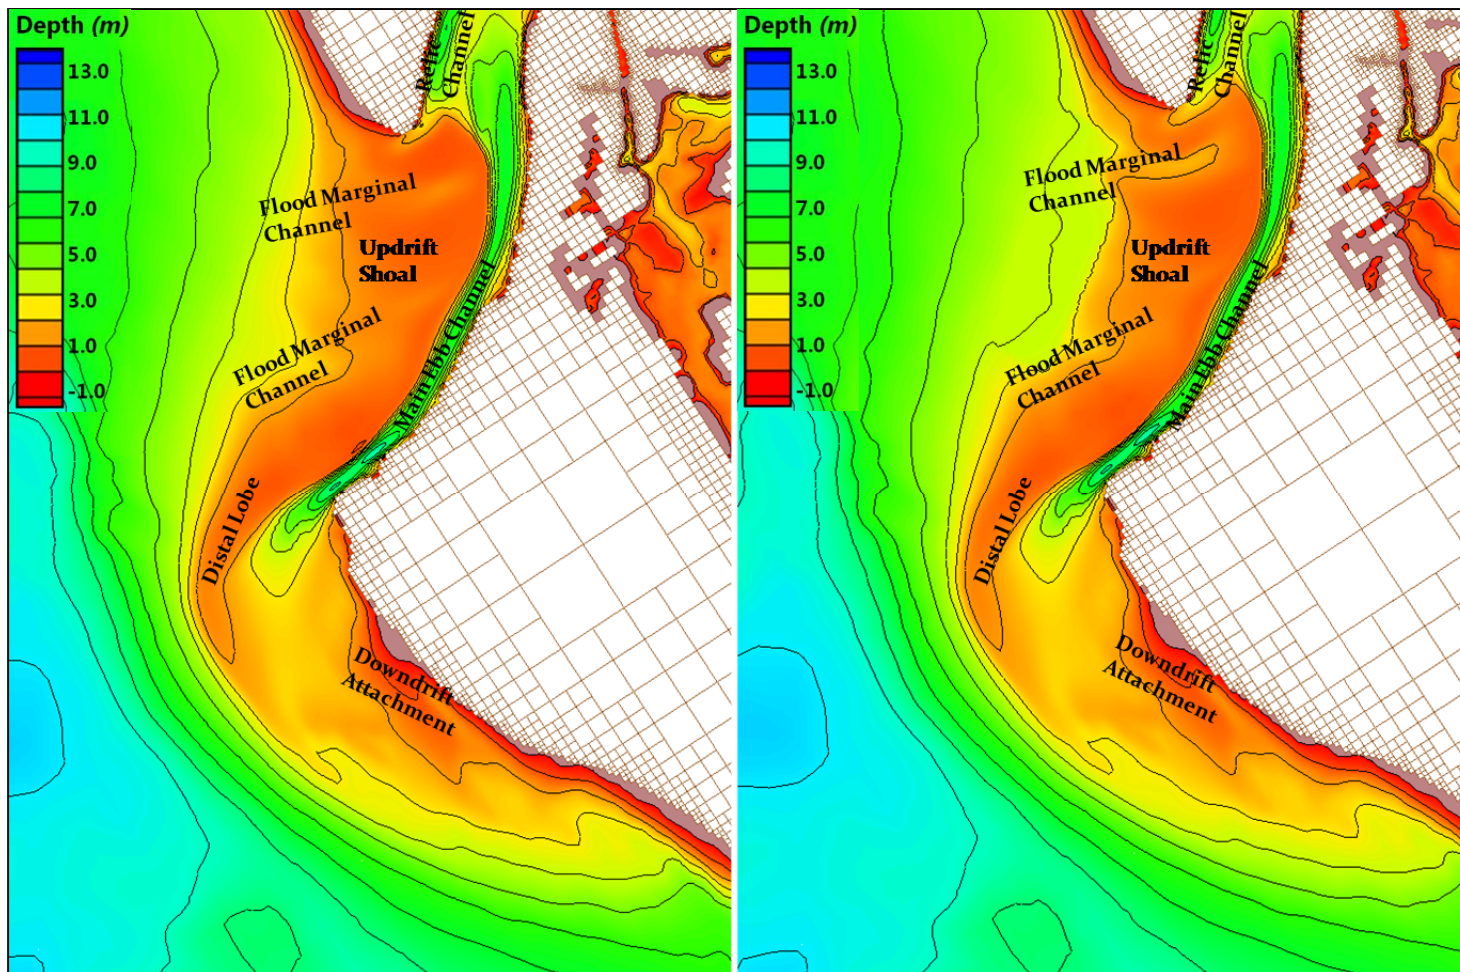 Depth (m)
13.0
11.0
9.0
7.0
5.0
3.0
1.0
-1.0
Relic
Channel
Flood Marginal
Channel
Updrift
Shoal
Flood Marginal
Channel
Main Ebb Channel
Distal Lobe
Downdrift
Attachment
Depth (m)
13.0
11.0
9.0
7.0
5.0
3.0
1.0
-1.0
Relic
Channel
Flood Marginal
Channel
Updrift
Shoal
Flood Marginal
Channel
Main Ebb Channel
Distal Lobe
Downdrift
Attachment